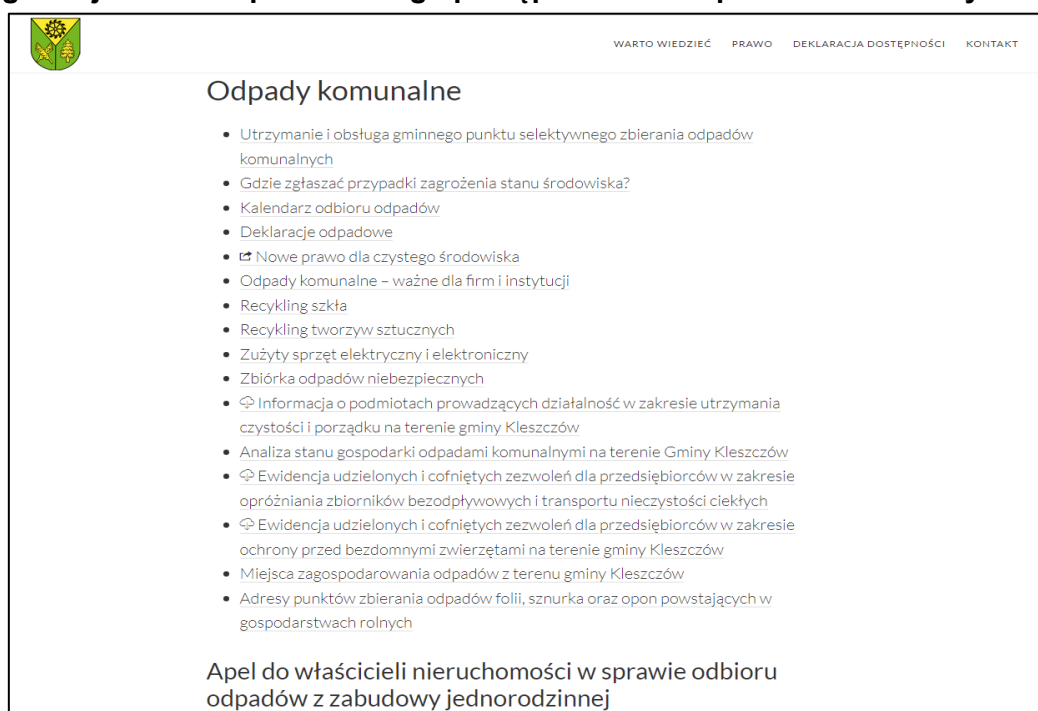 WARTO WIEDZIEĆ PRAWO DEKLARACJA DOSTĘPNOŚCI KONTAKT
Odpady komunalne
• Utrzymanie i obsługa gminnego punktu selektywnego zbierania odpadów
komunalnych
• Gdzie zgłaszać przypadki zagrożenia stanu środowiska?
• Kalendarz odbioru odpadów
• Deklaracje odpadowe
• Nowe prawo dla czystego środowiska
• Odpady komunalne – ważne dla firm i instytucji
• Recykling szkła
• Recykling tworzyw sztucznych
• Zużyty sprzęt elektryczny i elektroniczny
• Zbiórka odpadów niebezpiecznych
• Informacja o podmiotach prowadzących działalność w zakresie utrzymania
czystości i porządku na terenie gminy Kleszczów
• Analiza stanu gospodarki odpadami komunalnymi na terenie Gminy Kleszczów
• Ewidencja udzielonych i cofniętych zezwoleń dla przedsiębiorców w zakresie
opróżniania zbiorników bezodpływowych i transportu nieczystości ciekłych
• Ewidencja udzielonych i cofniętych zezwoleń dla przedsiębiorców w zakresie
ochrony przed bezdomnymi zwierzętami na terenie gminy Kleszczów
• Miejsca zagospodarowania odpadów z terenu gminy Kleszczów
• Adresy punktów zbierania odpadów folii, sznurka oraz opon powstających w
gospodarstwach rolnych
Apel do właścicieli nieruchomości w sprawie odbioru
odpadów z zabudowy jednorodzinnej